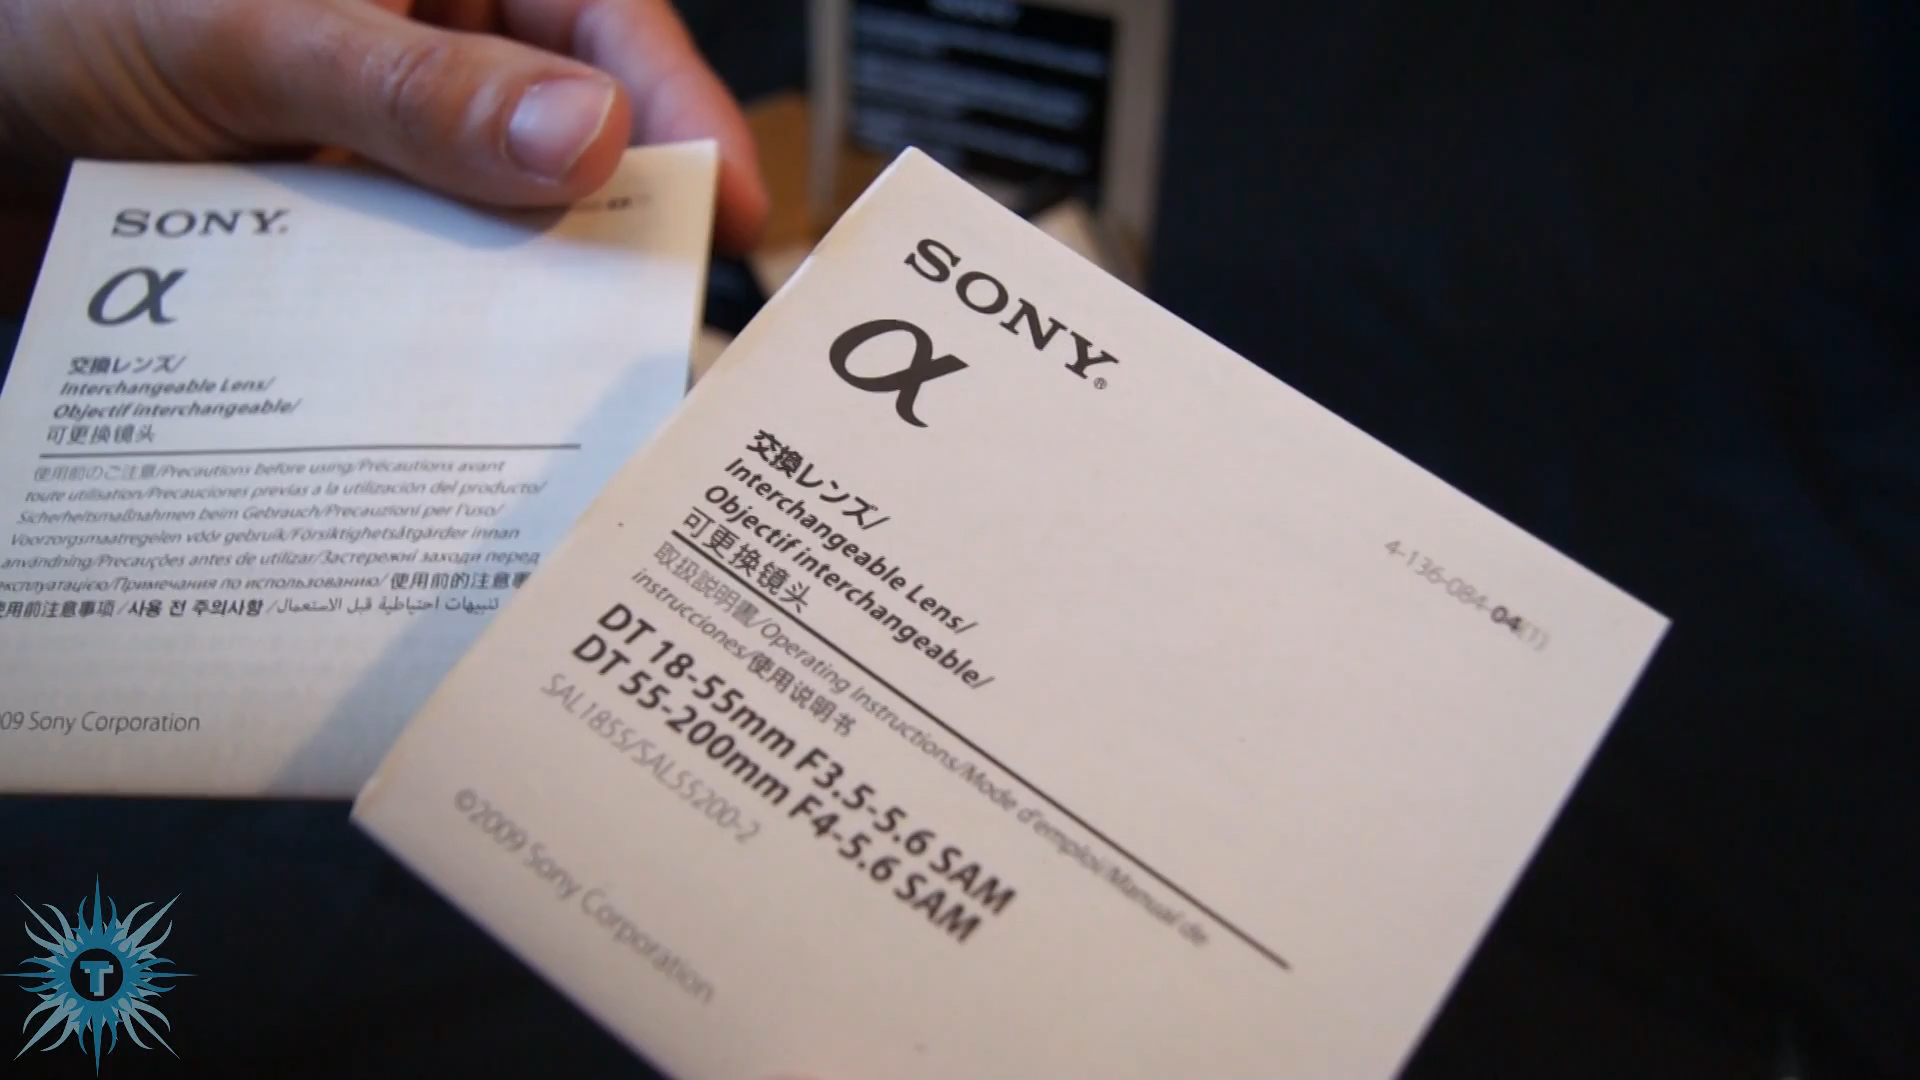 SONY
α
交換レンズ/
Interchangeable Lens/
Objectif interchangeable/
可更换镜头
使用前のご注意/Precautions before using/Précautions avant
toute utilisation/Precauciones previas a la utilización del producto/
Sicherheitsmaßnahmen beim Gebrauch/Precauzioni per l'uso/
Voorzorgsmaatregelen vóór gebruik/Försiktighetsåtgärder innan
användning/Precauções antes de utilizar/Застережні заходи перед
експлуатацією/Примечания по использованию/ 使用前的注意事
使用前注意事項 / 사용 전 주의사항 / تنبيهات احتياطية قبل الاستعمال
09 Sony Corporation
SONY®
α
4-136-084-04(1)
交換レンズ/
Interchangeable Lens/
Objectif interchangeable/
可更换镜头
取扱説明書/Operating Instructions/Mode d'emploi/Manual de
instrucciones/使用说明书
DT 18-55mm F3.5-5.6 SAM
DT 55-200mm F4-5.6 SAM
SAL1855/SAL55200-2
©2009 Sony Corporation
T